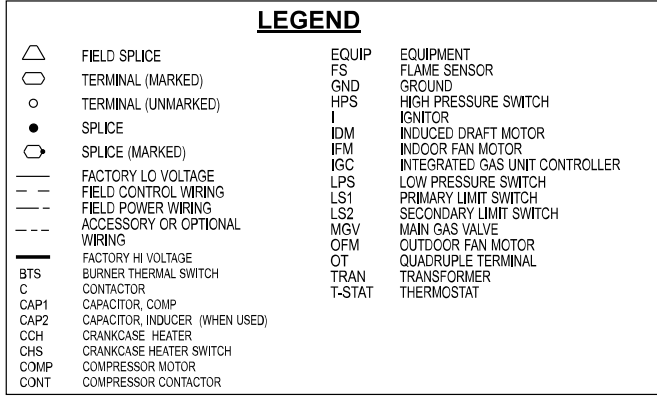 LEGEND
FIELD SPLICE
TERMINAL (MARKED)
TERMINAL (UNMARKED)
SPLICE
SPLICE (MARKED)
FACTORY LO VOLTAGE
FIELD CONTROL WIRING
FIELD POWER WIRING
ACCESSORY OR OPTIONAL
WIRING
FACTORY HI VOLTAGE
BTS BURNER THERMAL SWITCH
C CONTACTOR
CAP1 CAPACITOR, COMP
CAP2 CAPACITOR, INDUCER (WHEN USED)
CCH CRANKCASE HEATER
CHS CRANKCASE HEATER SWITCH
COMP COMPRESSOR MOTOR
CONT COMPRESSOR CONTACTOR
EQUIP EQUIPMENT
FS FLAME SENSOR
GND GROUND
HPS HIGH PRESSURE SWITCH
I IGNITOR
IDM INDUCED DRAFT MOTOR
IFM INDOOR FAN MOTOR
IGC INTEGRATED GAS UNIT CONTROLLER
LPS LOW PRESSURE SWITCH
LS1 PRIMARY LIMIT SWITCH
LS2 SECONDARY LIMIT SWITCH
MGV MAIN GAS VALVE
OFM OUTDOOR FAN MOTOR
OT QUADRUPLE TERMINAL
TRAN TRANSFORMER
T-STAT THERMOSTAT